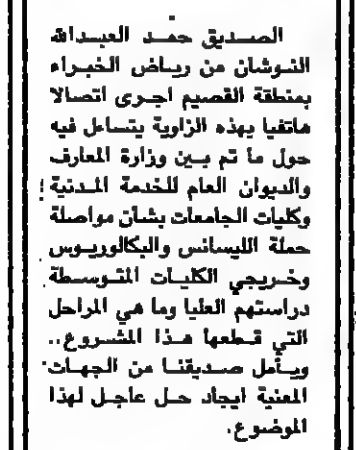 الصديق حمد العبدالله
النوشان من رياض الخبراء
بمنطقة القصيم اجرى اتصالا
هاتفيا بهذه الزاوية يتساءل فيه
حول ما تم بين وزارة المعارف
والديوان العام للخدمة المدنية
وكليات الجامعات بشأن مواصلة
حملة الليسانس والبكالوريوس
وخريجي الكليات المتوسطة
دراستهم العليا وما هي المراحل
التي قطعها هذا المشروع..
ويأمل صديقنا من الجهات
المعنية ايجاد حل عاجل لهذا
الموضوع.